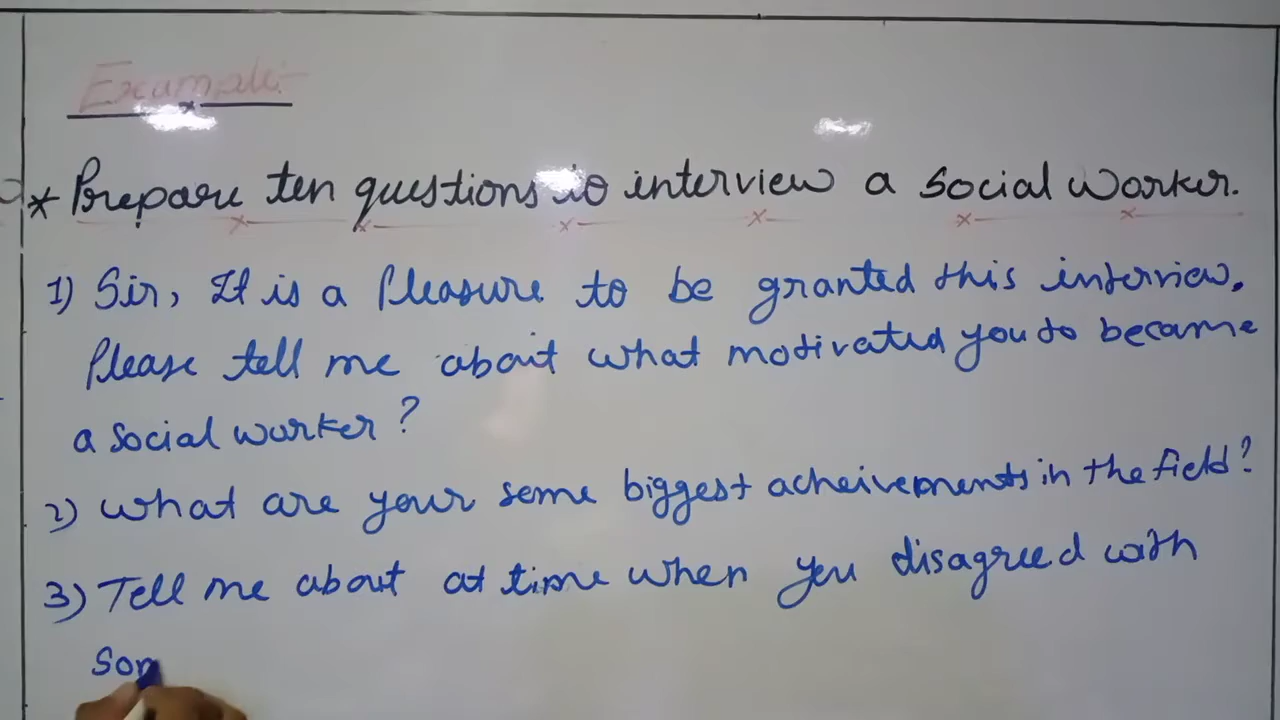 Example:-
* Prepare ten questions to interview a social worker.
1) Sir, It is a pleasure to be granted this interview.
Please tell me about what motivated you to became
a social worker?
2) what are your some biggest acheivements in the field?
3) Tell me about at time when you disagreed with
Som